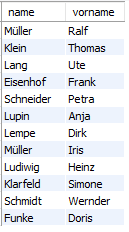 name vorname
Müller Ralf
Klein Thomas
Lang Ute
Eisenhof Frank
Schneider Petra
Lupin Anja
Lempe Dirk
Müller Iris
Ludiwig Heinz
Klarfeld Simone
Schmidt Wernder
Funke Doris